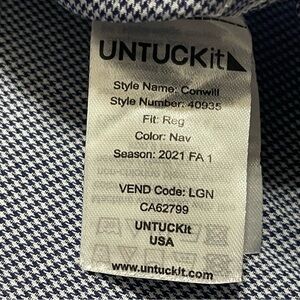 UNTUCKit
Style Name: Conwill
Style Number: 40935
Fit: Reg
Color: Nav
Season: 2021 FA 1
VEND Code: LGN
CA62799
UNTUCKit
USA
www.untuckit.com